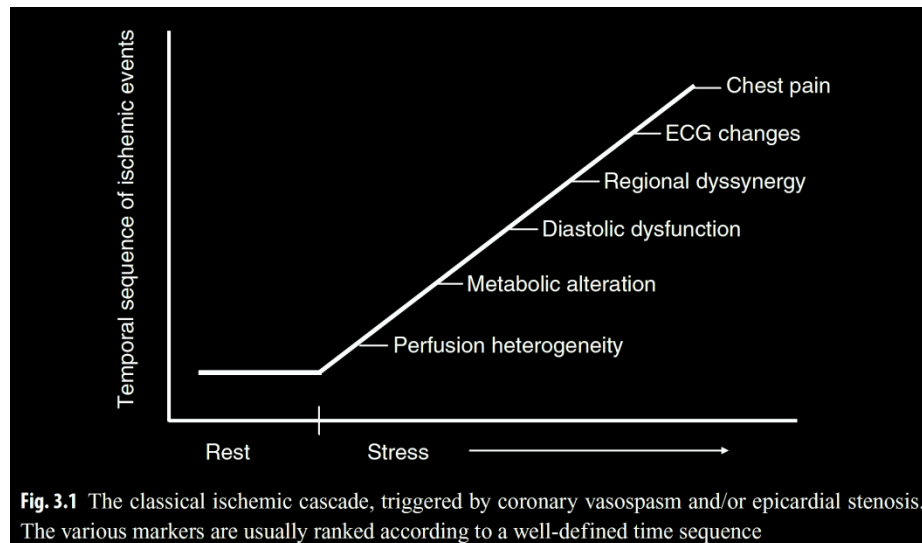 Temporal sequence of ischemic events
Chest pain
ECG changes
Regional dyssynergy
Diastolic dysfunction
Metabolic alteration
Perfusion heterogeneity
Rest
Stress
Fig. 3.1 The classical ischemic cascade, triggered by coronary vasospasm and/or epicardial stenosis.
The various markers are usually ranked according to a well-defined time sequence